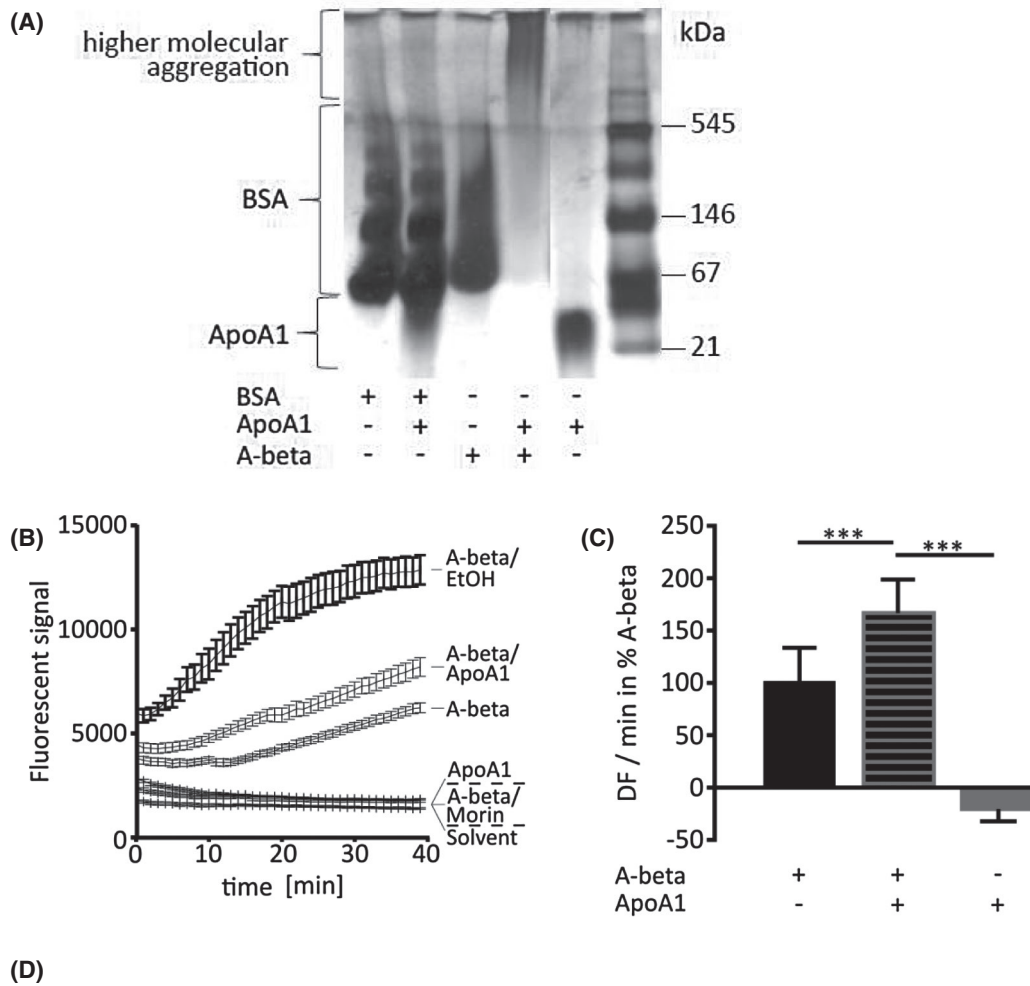 (A)
higher molecular
aggregation
BSA
ApoA1
kDa
545
146
67
21
BSA + + - - -
ApoA1 - + - + +
A-beta - - + + -
(B)
Fluorescent signal
15000
10000
5000
0
0 10 20 30 40
time [min]
A-beta/
EtOH
A-beta/
ApoA1
A-beta
ApoA1
A-beta/
Morin
Solvent
(C)
DF / min in % A-beta
250
200
150
100
50
0
-50
*** ***
A-beta + + -
ApoA1 - + +
(D)